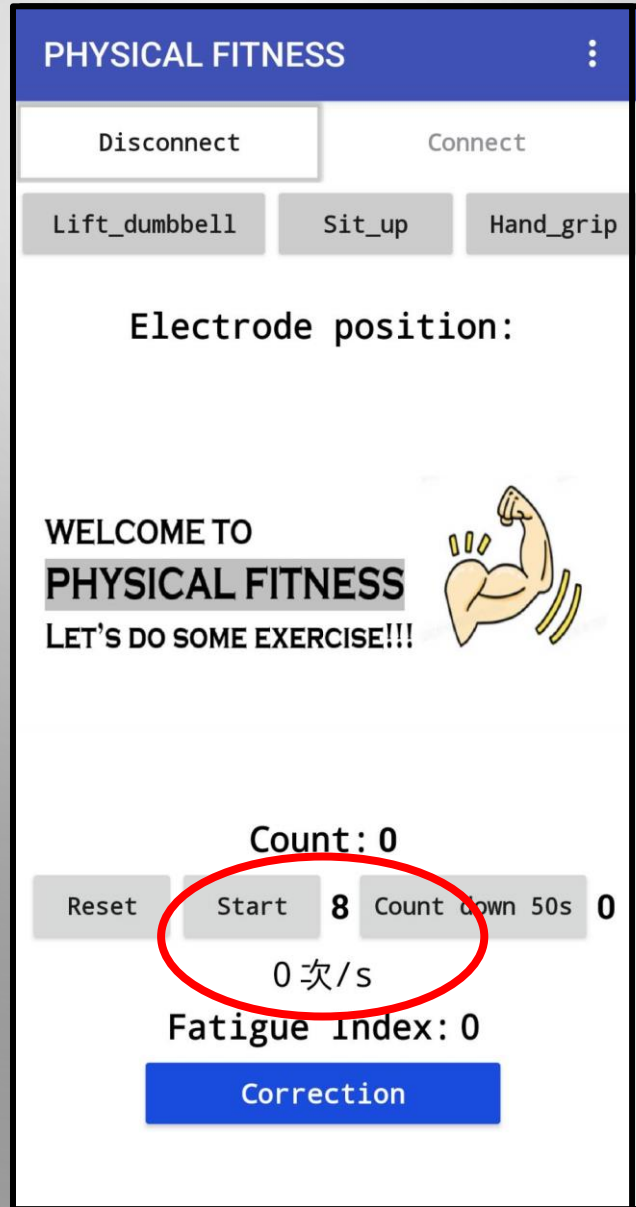 PHYSICAL FITNESS
Disconnect Connect
Lift_dumbbell Sit_up Hand_grip
Electrode position:
WELCOME TO
PHYSICAL FITNESS
LET'S DO SOME EXERCISE!!!
Count: 0
Reset Start 8 Count down 50s 0
0 次/s
Fatigue Index: 0
Correction